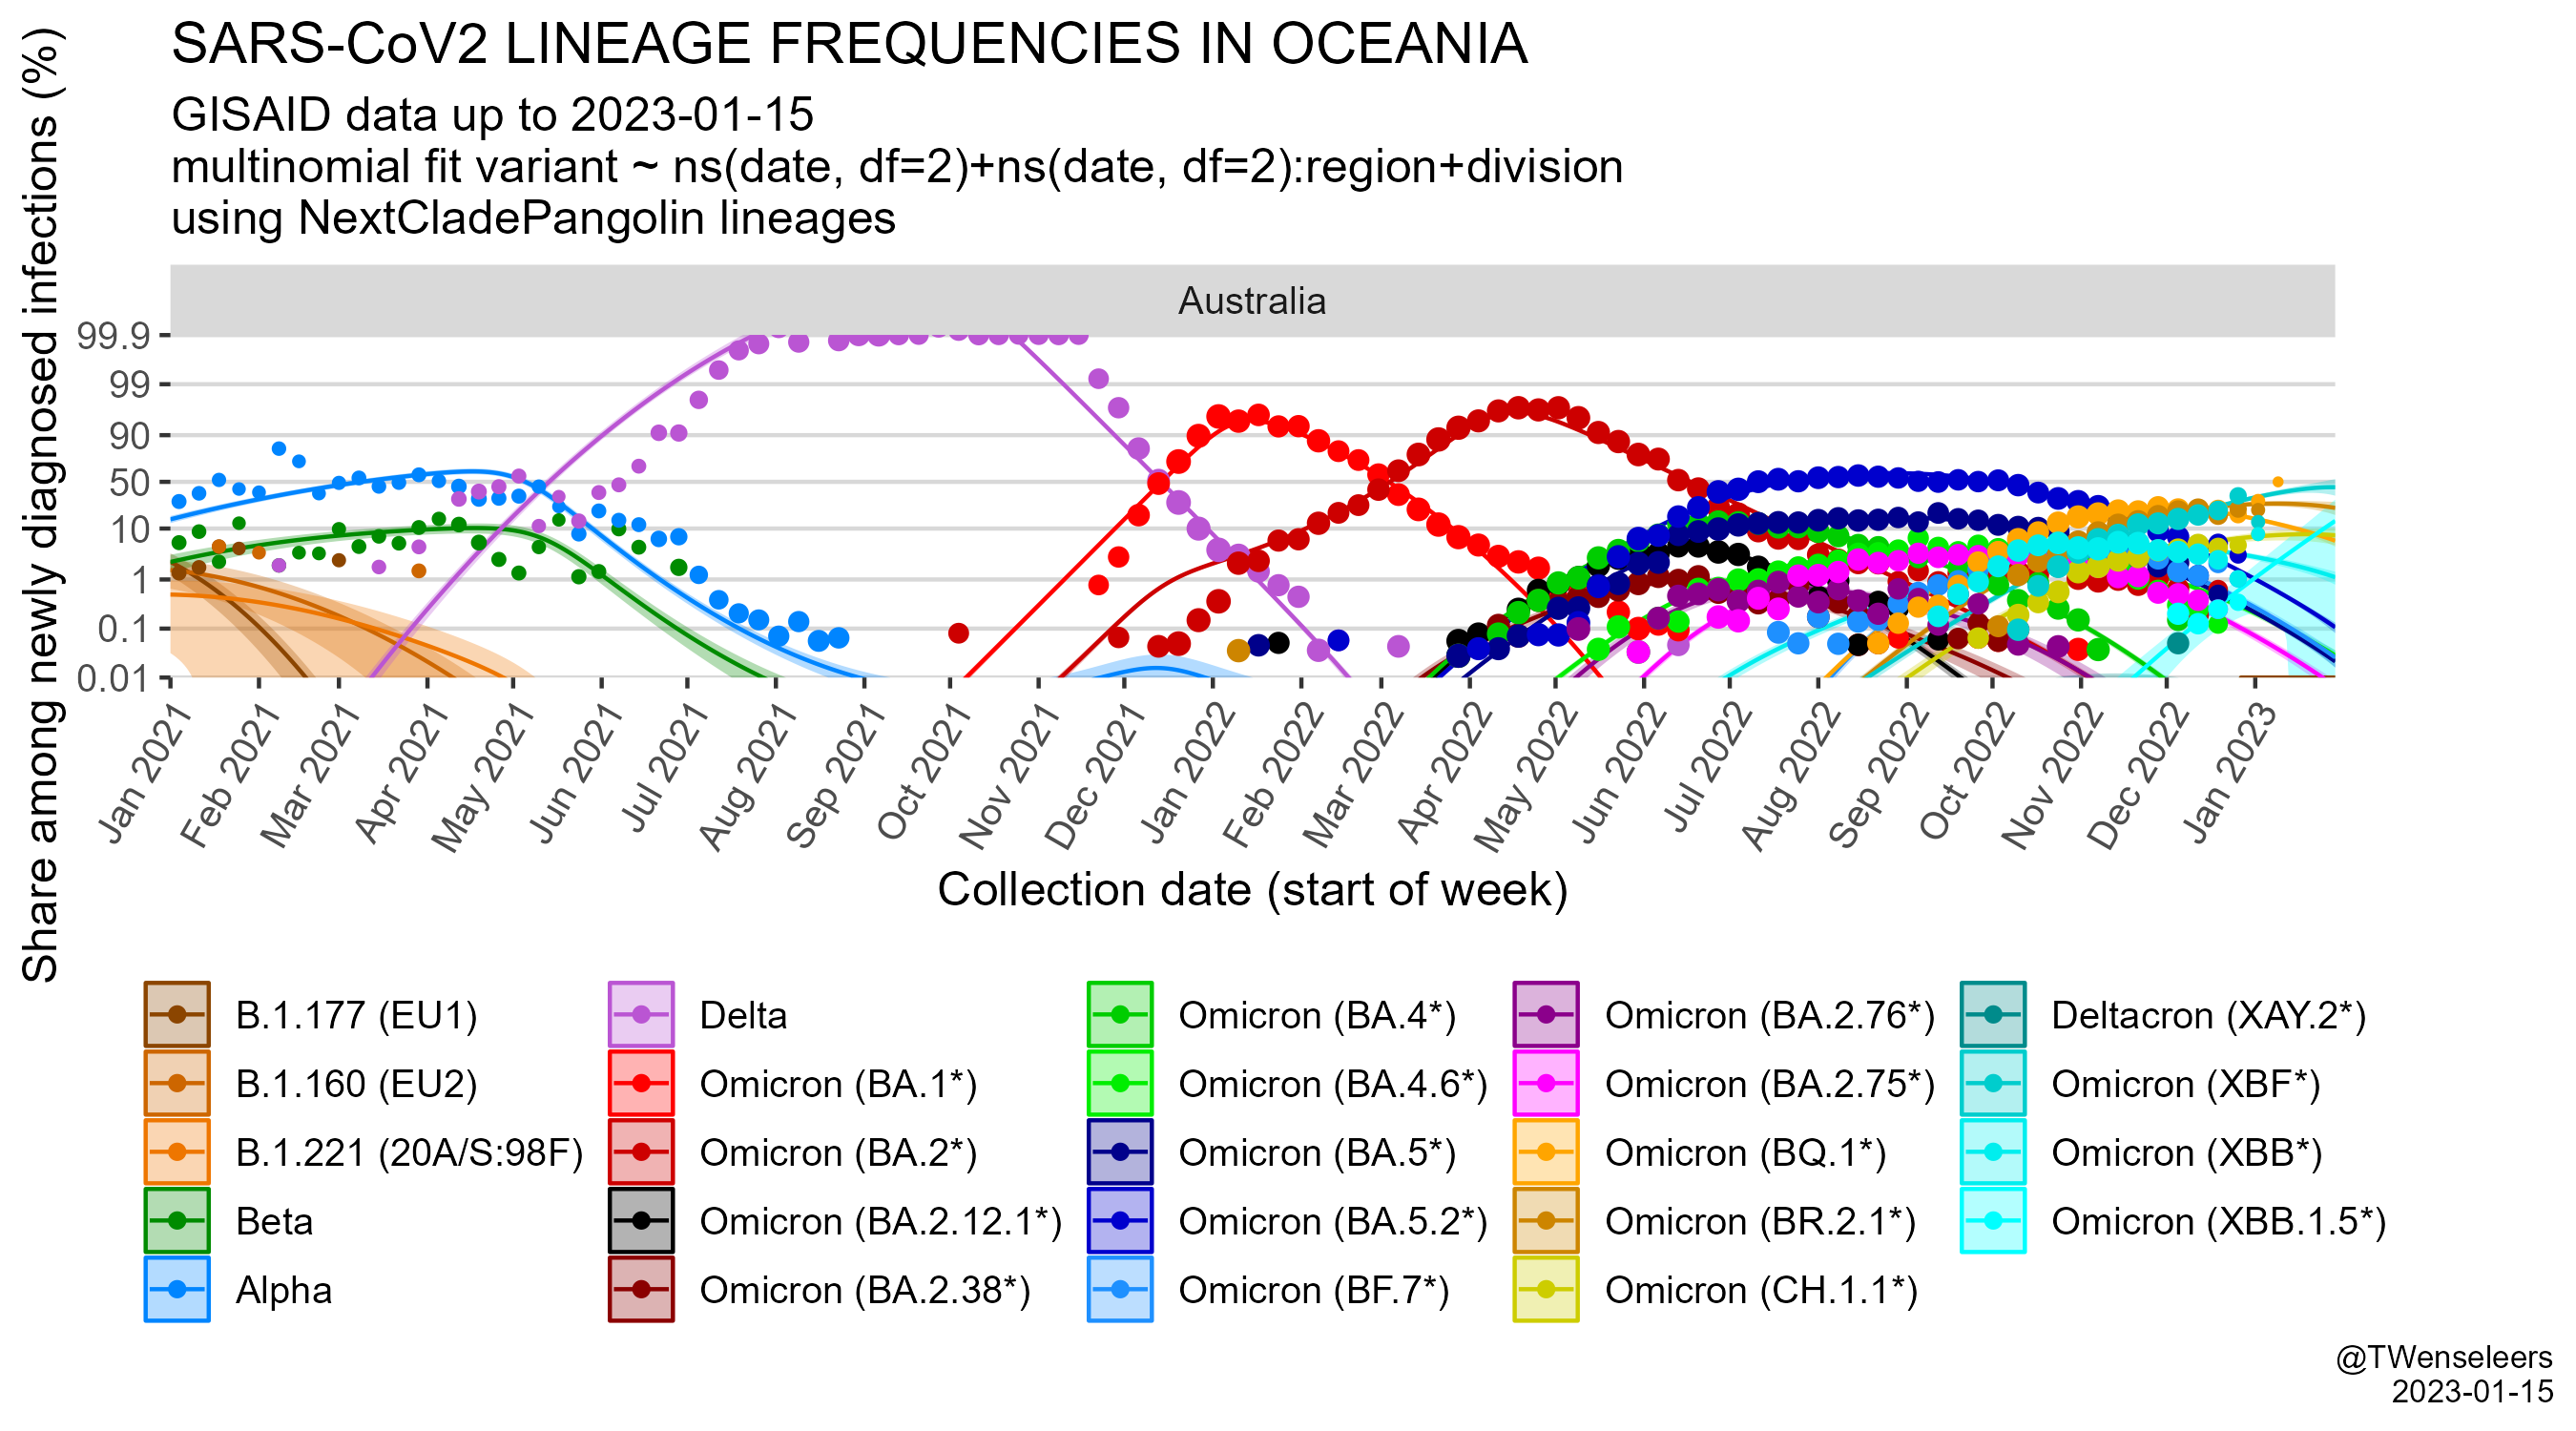 SARS-CoV2 LINEAGE FREQUENCIES IN OCEANIA
GISAID data up to 2023-01-15
multinomial fit variant ~ ns(date, df=2)+ns(date, df=2):region+division
using NextCladePangolin lineages
Share among newly diagnosed infections (%)
Australia
99.9
99
90
50
10
1
0.1
0.01
Jan 2021
Feb 2021
Mar 2021
Apr 2021
May 2021
Jun 2021
Jul 2021
Aug 2021
Sep 2021
Oct 2021
Nov 2021
Dec 2021
Jan 2022
Feb 2022
Mar 2022
Apr 2022
May 2022
Jun 2022
Jul 2022
Aug 2022
Sep 2022
Oct 2022
Nov 2022
Dec 2022
Jan 2023
Collection date (start of week)
B.1.177 (EU1)
B.1.160 (EU2)
B.1.221 (20A/S:98F)
Beta
Alpha
Delta
Omicron (BA.1*)
Omicron (BA.2*)
Omicron (BA.2.12.1*)
Omicron (BA.2.38*)
Omicron (BA.4*)
Omicron (BA.4.6*)
Omicron (BA.5*)
Omicron (BA.5.2*)
Omicron (BF.7*)
Omicron (BA.2.76*)
Omicron (BA.2.75*)
Omicron (BQ.1*)
Omicron (BR.2.1*)
Omicron (CH.1.1*)
Deltacron (XAY.2*)
Omicron (XBF*)
Omicron (XBB*)
Omicron (XBB.1.5*)
@TWenseleers
2023-01-15